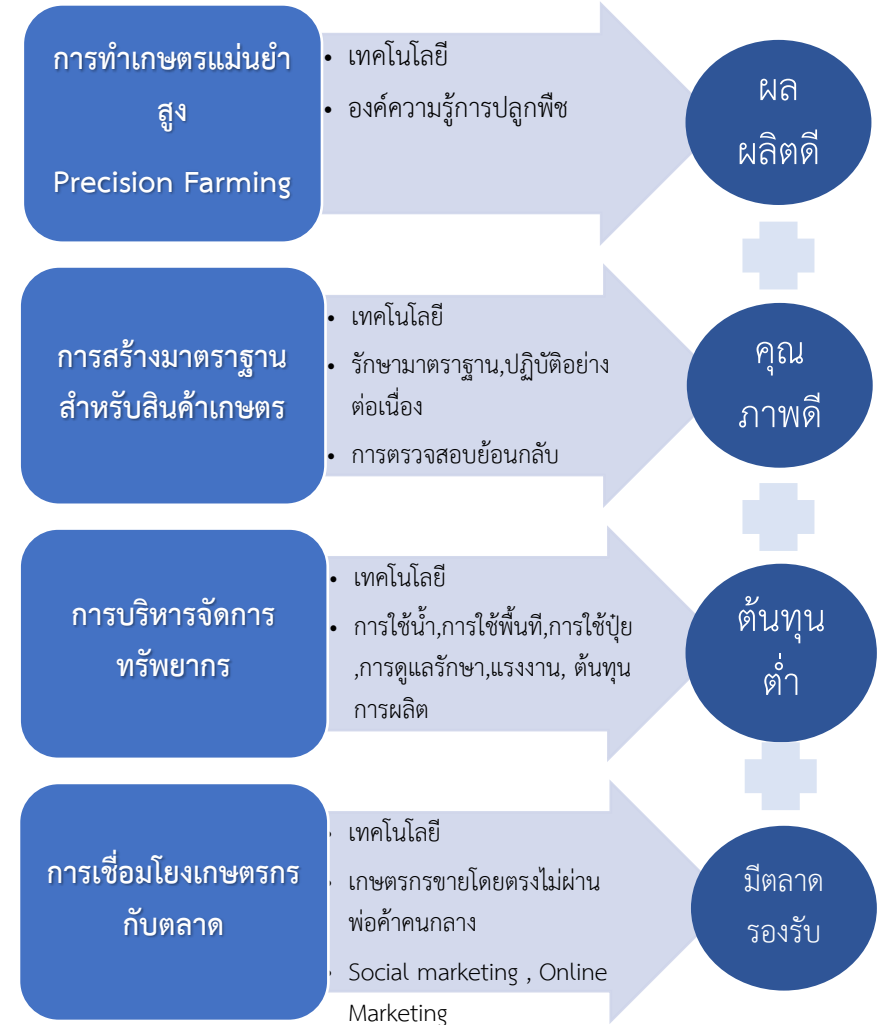 การทำเกษตรแม่นยำ
สูง
Precision Farming
• เทคโนโลยี
• องค์ความรู้การปลูกพืช
ผล
ผลิตดี
การสร้างมาตราฐาน
สำหรับสินค้าเกษตร
• เทคโนโลยี
• รักษามาตราฐาน,ปฏิบัติอย่าง
ต่อเนื่อง
• การตรวจสอบย้อนกลับ
คุณ
ภาพดี
การบริหารจัดการ
ทรัพยากร
• เทคโนโลยี
• การใช้น้ำ,การใช้พื้นที่,การใช้ปุ๋ย
,การดูแลรักษา,แรงงาน, ต้นทุน
การผลิต
ต้นทุน
ต่ำ
การเชื่อมโยงเกษตรกร
กับตลาด
• เทคโนโลยี
• เกษตรกรขายโดยตรงไม่ผ่าน
พ่อค้าคนกลาง
• Social marketing , Online
Marketing
มีตลาด
รองรับ